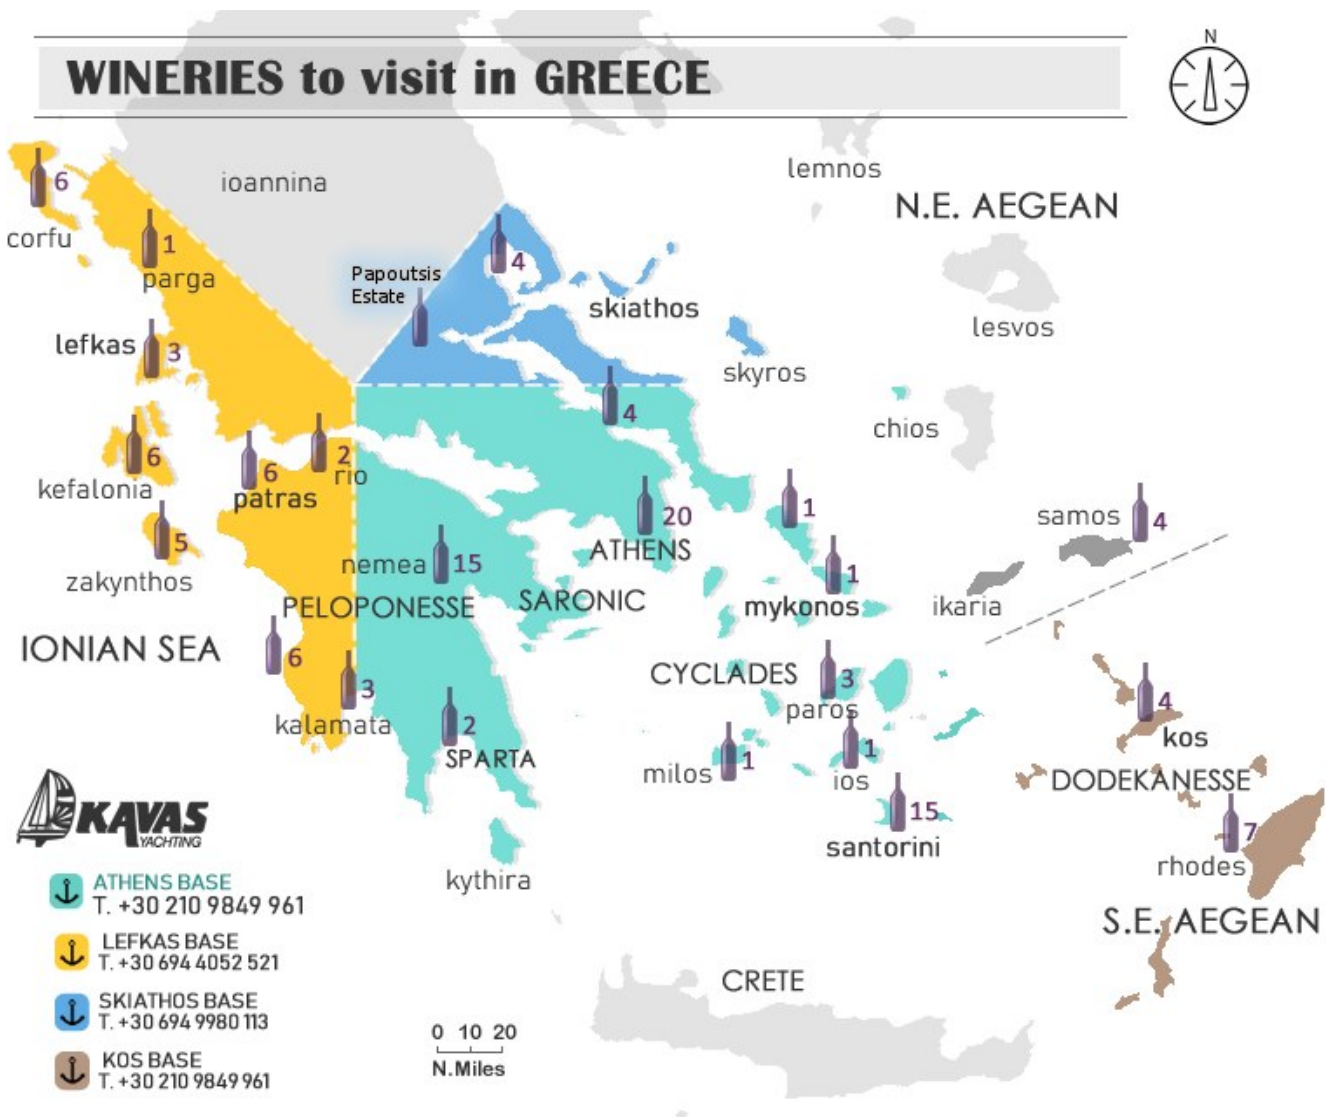 N
WINERIES to visit in GREECE
lemnos
ioannina
6
N.E. AEGEAN
corfu
1
4
Papoutsis
Estate
parga
skiathos
lesvos
lefkas
3
skyros
4
chios
6
2
6
rio
kefalonia
patras
1
20
samos
4
5
ATHENS
nemea
15
zakynthos
1
PELOPONESSE
SARONIC
mykonos
ikaria
IONIAN SEA
6
CYCLADES
3
3
4
paros
kalamata
2
kos
SPARTA
1
1
milos
ios
DODEKANESSE
15
KAVAS
YACHTING
7
santorini
rhodes
kythira
ATHENS BASE
T. +30 210 9849 961
S.E. AEGEAN
LEFKAS BASE
T. +30 694 4052 521
CRETE
SKIATHOS BASE
T. +30 694 9980 113
0 10 20
N.Miles
KOS BASE
T. +30 210 9849 961